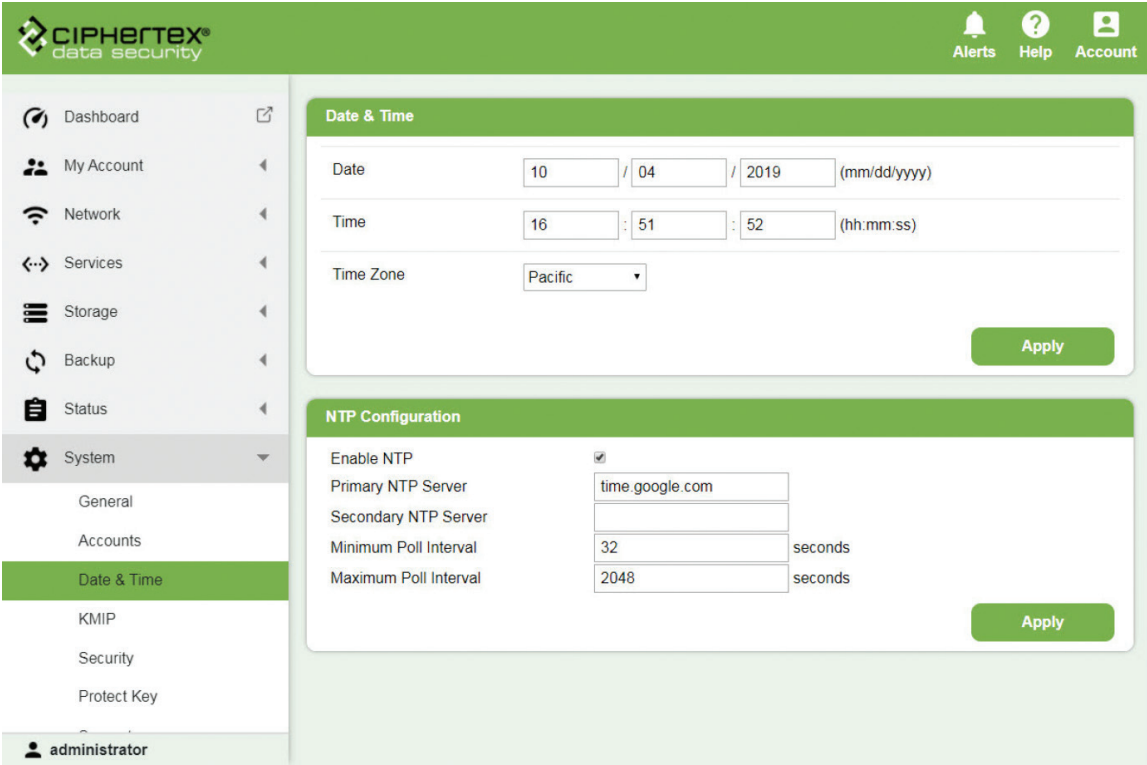 CIPHERTEX®
data security
Alerts Help Account
Dashboard
My Account
Network
Services
Storage
Backup
Status
System
General
Accounts
Date & Time
KMIP
Security
Protect Key
administrator
Date & Time
Date 10 / 04 / 2019 (mm/dd/yyyy)
Time 16 : 51 : 52 (hh:mm:ss)
Time Zone Pacific
Apply
NTP Configuration
Enable NTP
Primary NTP Server time.google.com
Secondary NTP Server
Minimum Poll Interval 32 seconds
Maximum Poll Interval 2048 seconds
Apply